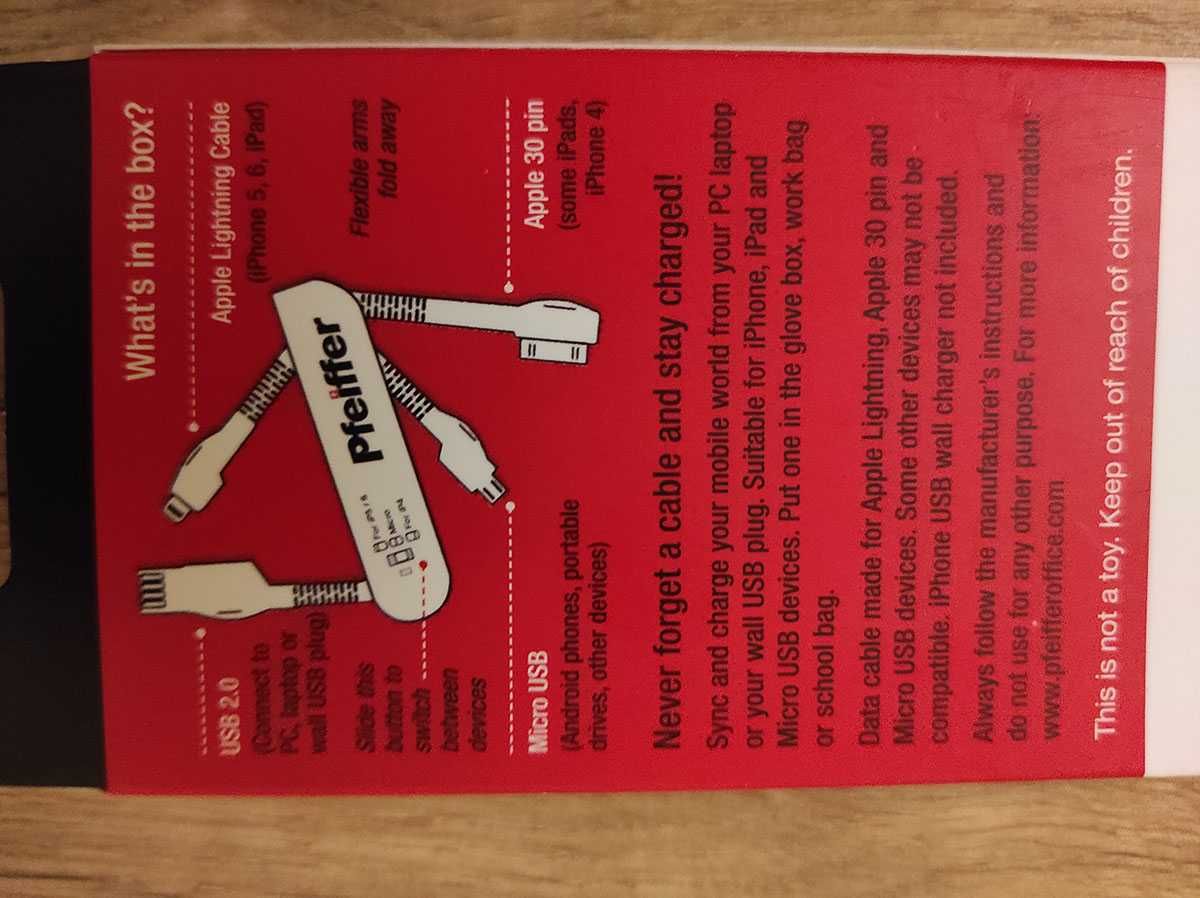 What's in the box?
USB 2.0
(Connect to
PC, laptop or
wall USB plug)
Apple Lightning Cable
(iPhone 5, 6, iPad)
Slide this
button to
switch
between
devices
Flexible arms
fold away
Pfeiffer
For iP5 / 6
Micro
For iP4
Micro USB
(Android phones, portable
drives, other devices)
Apple 30 pin
(some iPads,
iPhone 4)
Never forget a cable and stay charged!
Sync and charge your mobile world from your PC laptop
or your wall USB plug. Suitable for iPhone, iPad and
Micro USB devices. Put one in the glove box, work bag
or school bag.
Data cable made for Apple Lightning, Apple 30 pin and
Micro USB devices. Some other devices may not be
compatible. iPhone USB wall charger not included.
Always follow the manufacturer's instructions and
do not use for any other purpose. For more information:
www.pfeifferoffice.com
This is not a toy. Keep out of reach of children.